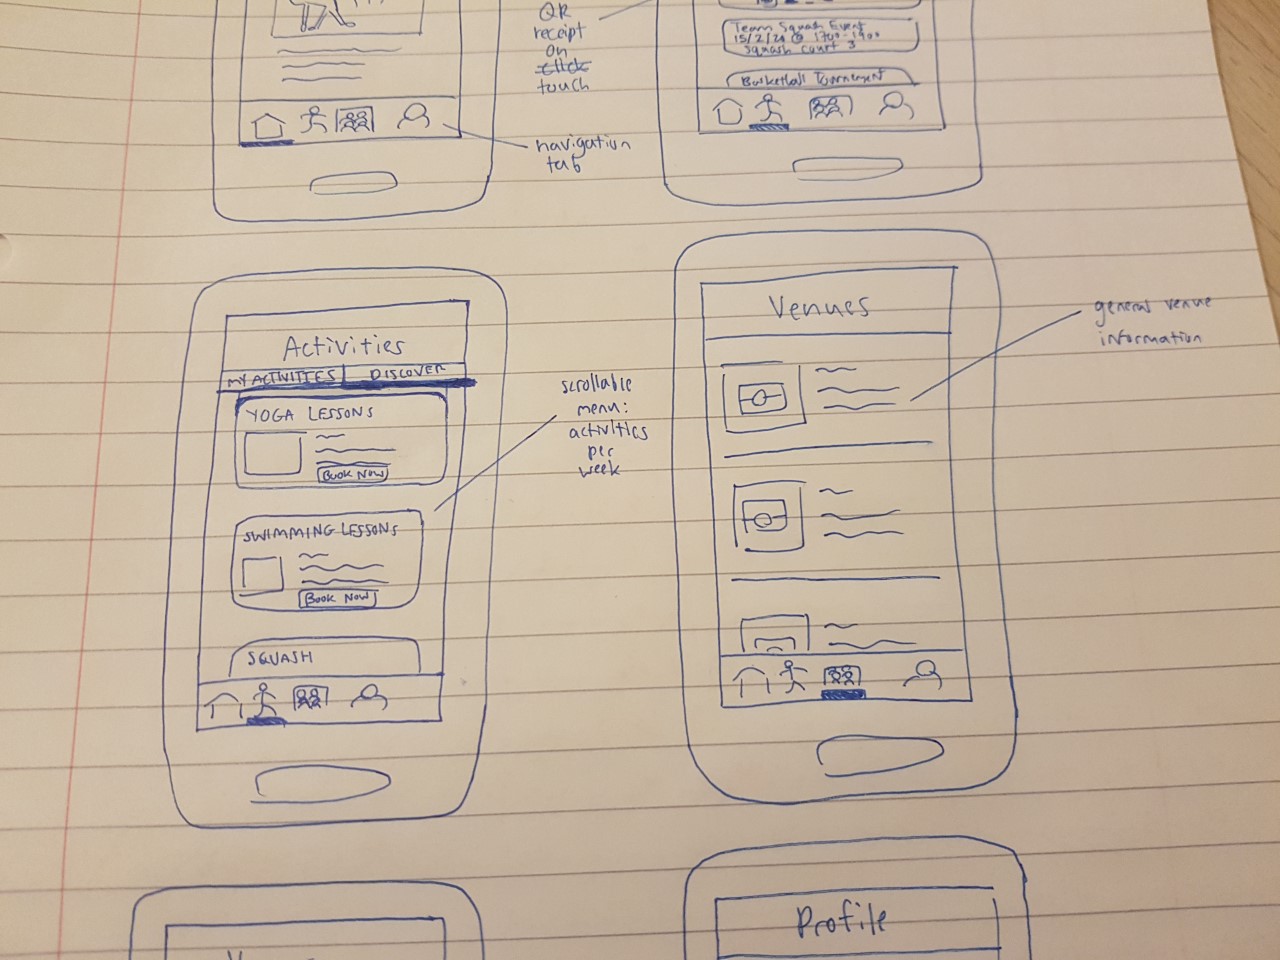 QR
receipt
on
click
touch
navigation
tab
Team Squash Event
15/2/20 @ 1700-1900
Squash court 3
Basketball Tournement
Activities
MY ACTIVITIES
DISCOVER
YOGA LESSONS
BOOK NOW
SWIMMING LESSONS
BOOK NOW
SQUASH
scrollable
menu:
activities
per
week
Venues
general venue
information
Profile